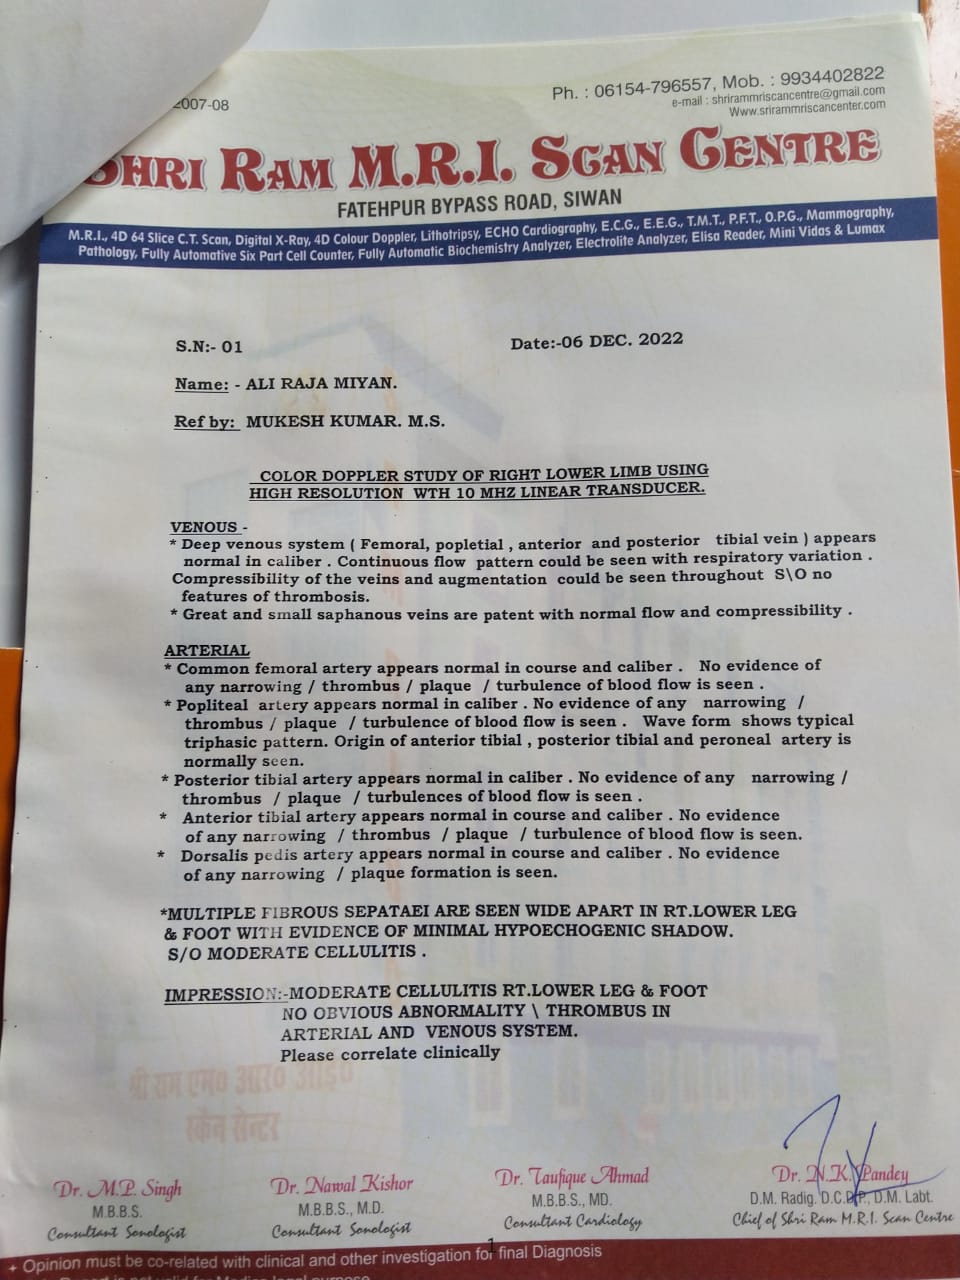 2007-08
Ph. : 06154-796557, Mob. : 9934402822
e-mail : shrirammriscancentre@gmail.com
Www.srirammriscancenter.com
SHRI RAM M.R.I. SCAN CENTRE
FATEHPUR BYPASS ROAD, SIWAN
M.R.I., 4D 64 Slice C.T. Scan, Digital X-Ray, 4D Colour Doppler, Lithotripsy, ECHO Cardiography, E.C.G., E.E.G., T.M.T., P.F.T., O.P.G., Mammography,
Pathology, Fully Automative Six Part Cell Counter, Fully Automatic Biochemistry Analyzer, Electrolite Analyzer, Elisa Reader, Mini Vidas & Lumax
S.N:- 01
Date:-06 DEC. 2022
Name: - ALI RAJA MIYAN.
Ref by: MUKESH KUMAR. M.S.
COLOR DOPPLER STUDY OF RIGHT LOWER LIMB USING
HIGH RESOLUTION WTH 10 MHZ LINEAR TRANSDUCER.
VENOUS -
* Deep venous system ( Femoral, popletial , anterior and posterior tibial vein ) appears
normal in caliber . Continuous flow pattern could be seen with respiratory variation .
Compressibility of the veins and augmentation could be seen throughout S\O no
features of thrombosis.
* Great and small saphanous veins are patent with normal flow and compressibility .
ARTERIAL
* Common femoral artery appears normal in course and caliber . No evidence of
any narrowing / thrombus / plaque / turbulence of blood flow is seen .
* Popliteal artery appears normal in caliber . No evidence of any narrowing /
thrombus / plaque / turbulence of blood flow is seen . Wave form shows typical
triphasic pattern. Origin of anterior tibial , posterior tibial and peroneal artery is
normally seen.
* Posterior tibial artery appears normal in caliber . No evidence of any narrowing /
thrombus / plaque / turbulences of blood flow is seen .
* Anterior tibial artery appears normal in course and caliber . No evidence
of any narrowing / thrombus / plaque / turbulence of blood flow is seen.
* Dorsalis pedis artery appears normal in course and caliber . No evidence
of any narrowing / plaque formation is seen.
*MULTIPLE FIBROUS SEPATAEI ARE SEEN WIDE APART IN RT.LOWER LEG
& FOOT WITH EVIDENCE OF MINIMAL HYPOECHOGENIC SHADOW.
S/O MODERATE CELLULITIS .
IMPRESSION:-MODERATE CELLULITIS RT.LOWER LEG & FOOT
NO OBVIOUS ABNORMALITY \ THROMBUS IN
ARTERIAL AND VENOUS SYSTEM.
Please correlate clinically
श्री राम एम० आर० आई०
स्कैन सेन्टर
Dr. M.P. Singh
M.B.B.S.
Consultant Sonologist
Dr. Nawal Kishor
M.B.B.S., M.D.
Consultant Sonologist
Dr. Taufique Ahmad
M.B.B.S., MD.
Consultant Cardiology
Dr. N.K. Pandey
D.M. Radig. D.C.D.P., D.M. Labt.
Chief of Shri Ram M.R.I. Scan Centre
1
+ Opinion must be co-related with clinical and other investigation for final Diagnosis